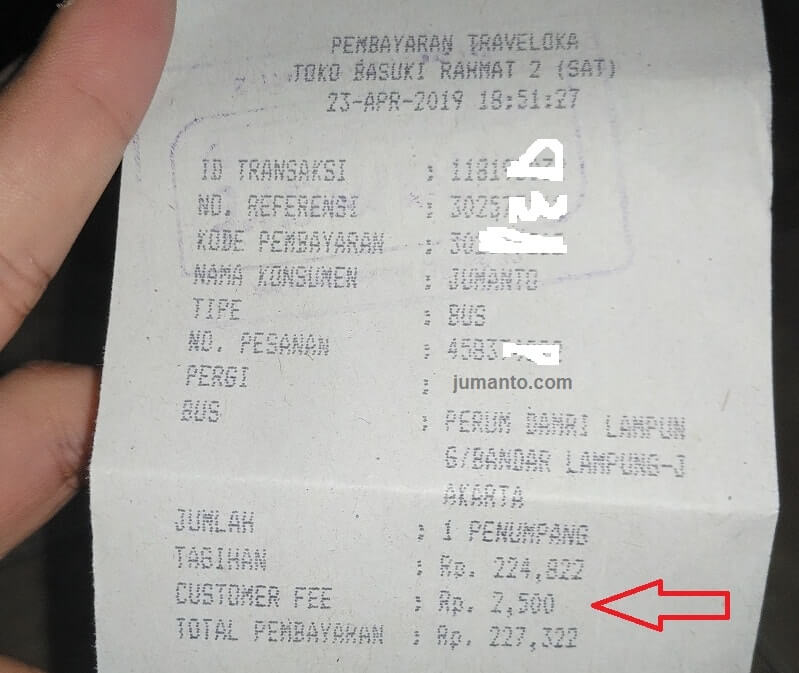 PEMBAYARAN TRAVELOKA
TOKO BASUKI RAHMAT 2 (SAT)
23-APR-2019 18:51:27
ID TRANSAKSI : 11819
NO. REFERENSI : 3025
KODE PEMBAYARAN : 30
NAMA KONSUMEN : JUMANTO
TIPE : BUS
NO. PESANAN : 4583
PERGI : jumanto.com
BUS : PERUM DAMRI LAMPUN
G/BANDAR LAMPUNG-J
AKARTA
JUMLAH : 1 PENUMPANG
TAGIHAN : Rp. 224,822
CUSTOMER FEE : Rp. 2,500
TOTAL PEMBAYARAN : Rp. 227,322